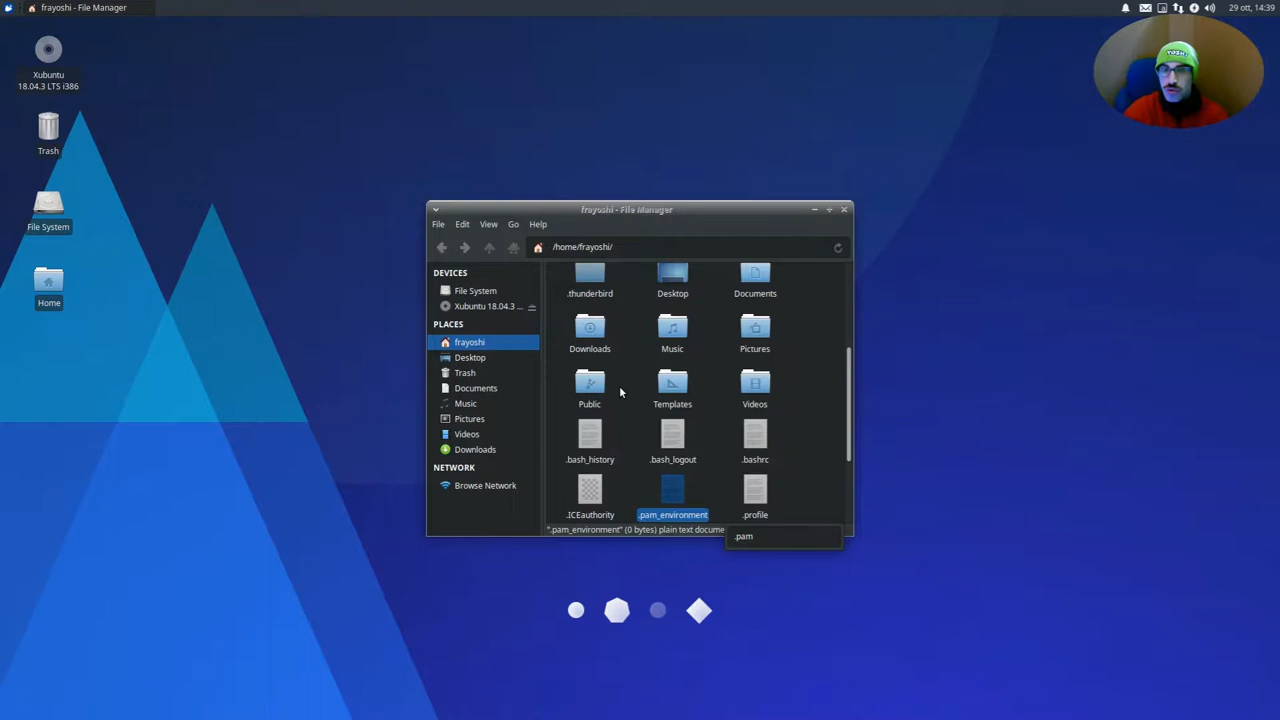 frayoshi - File Manager
29 ott, 14:39
YOSHI
Xubuntu
18.04.3 LTS i386
Trash
File System
Home
frayoshi - File Manager
File Edit View Go Help
/home/frayoshi/
DEVICES
File System
Xubuntu 18.04.3 ...
PLACES
frayoshi
Desktop
Trash
Documents
Music
Pictures
Videos
Downloads
NETWORK
Browse Network
.thunderbird Desktop Documents
Downloads Music Pictures
Public Templates Videos
.bash_history .bash_logout .bashrc
.ICEauthority .pam_environment .profile
".pam_environment" (0 bytes) plain text docume
.pam